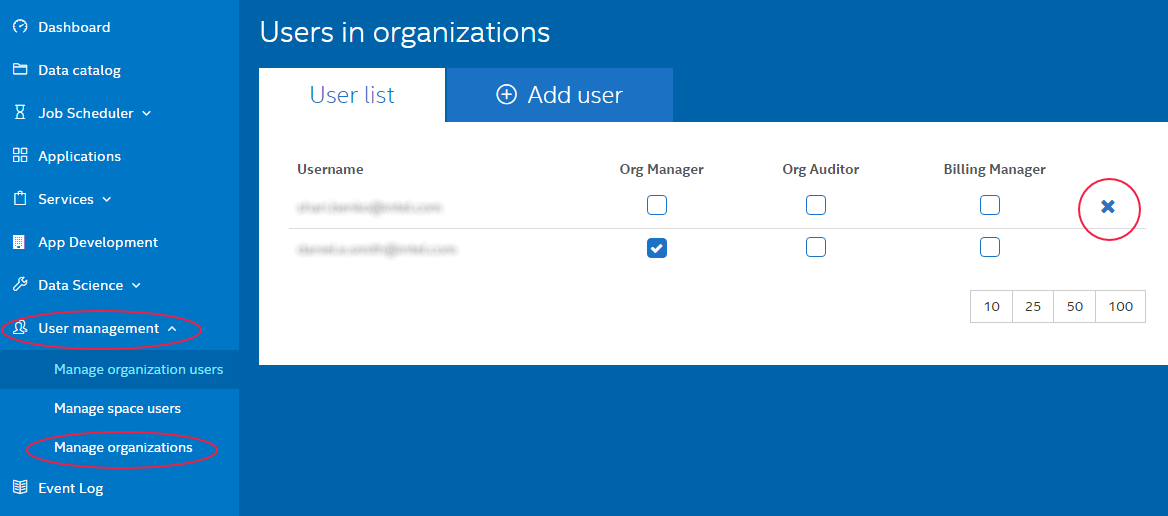 Dashboard
Data catalog
Job Scheduler
Applications
Services
App Development
Data Science
User management
Manage organization users
Manage space users
Manage organizations
Event Log
Users in organizations
User list
Add user
Username Org Manager Org Auditor Billing Manager
10 25 50 100